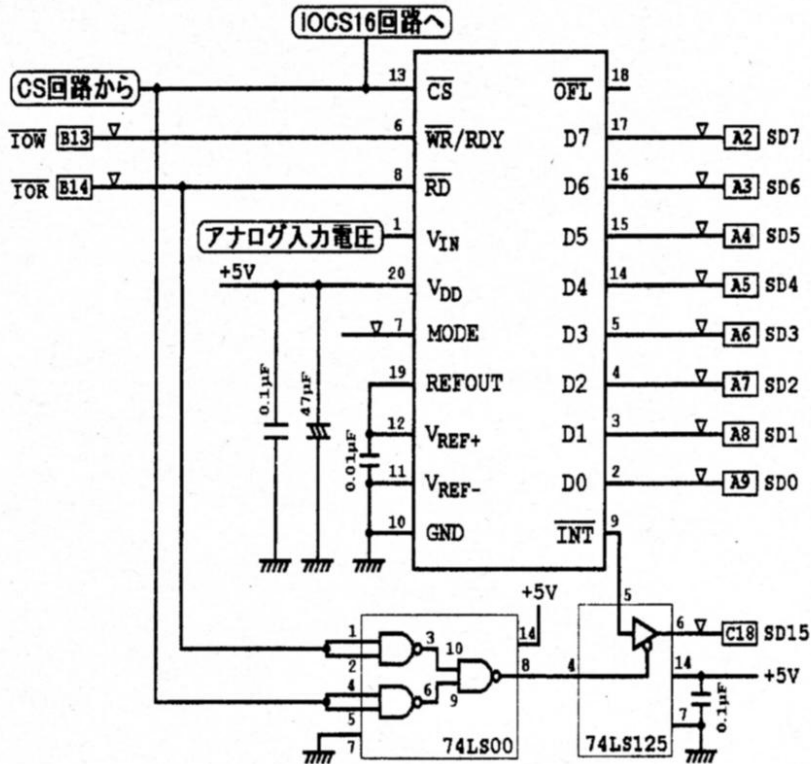 IOCS16回路へ
CS回路から
13 CS OFL 18
IOW B13 6 WR/RDY D7 17 A2 SD7
IOR B14 8 RD D6 16 A3 SD6
アナログ入力電圧 1 VIN D5 15 A4 SD5
+5V 20 VDD D4 14 A5 SD4
7 MODE D3 5 A6 SD3
19 REFOUT D2 4 A7 SD2
12 VREF+ D1 3 A8 SD1
11 VREF- D0 2 A9 SD0
10 GND INT 9
0.1μF
47μF
0.01μF
+5V
14
1
2
3
10
4
5
6
9
8
7
74LS00
4
5
6
C18 SD15
14
+5V
7
0.1μF
74LS125